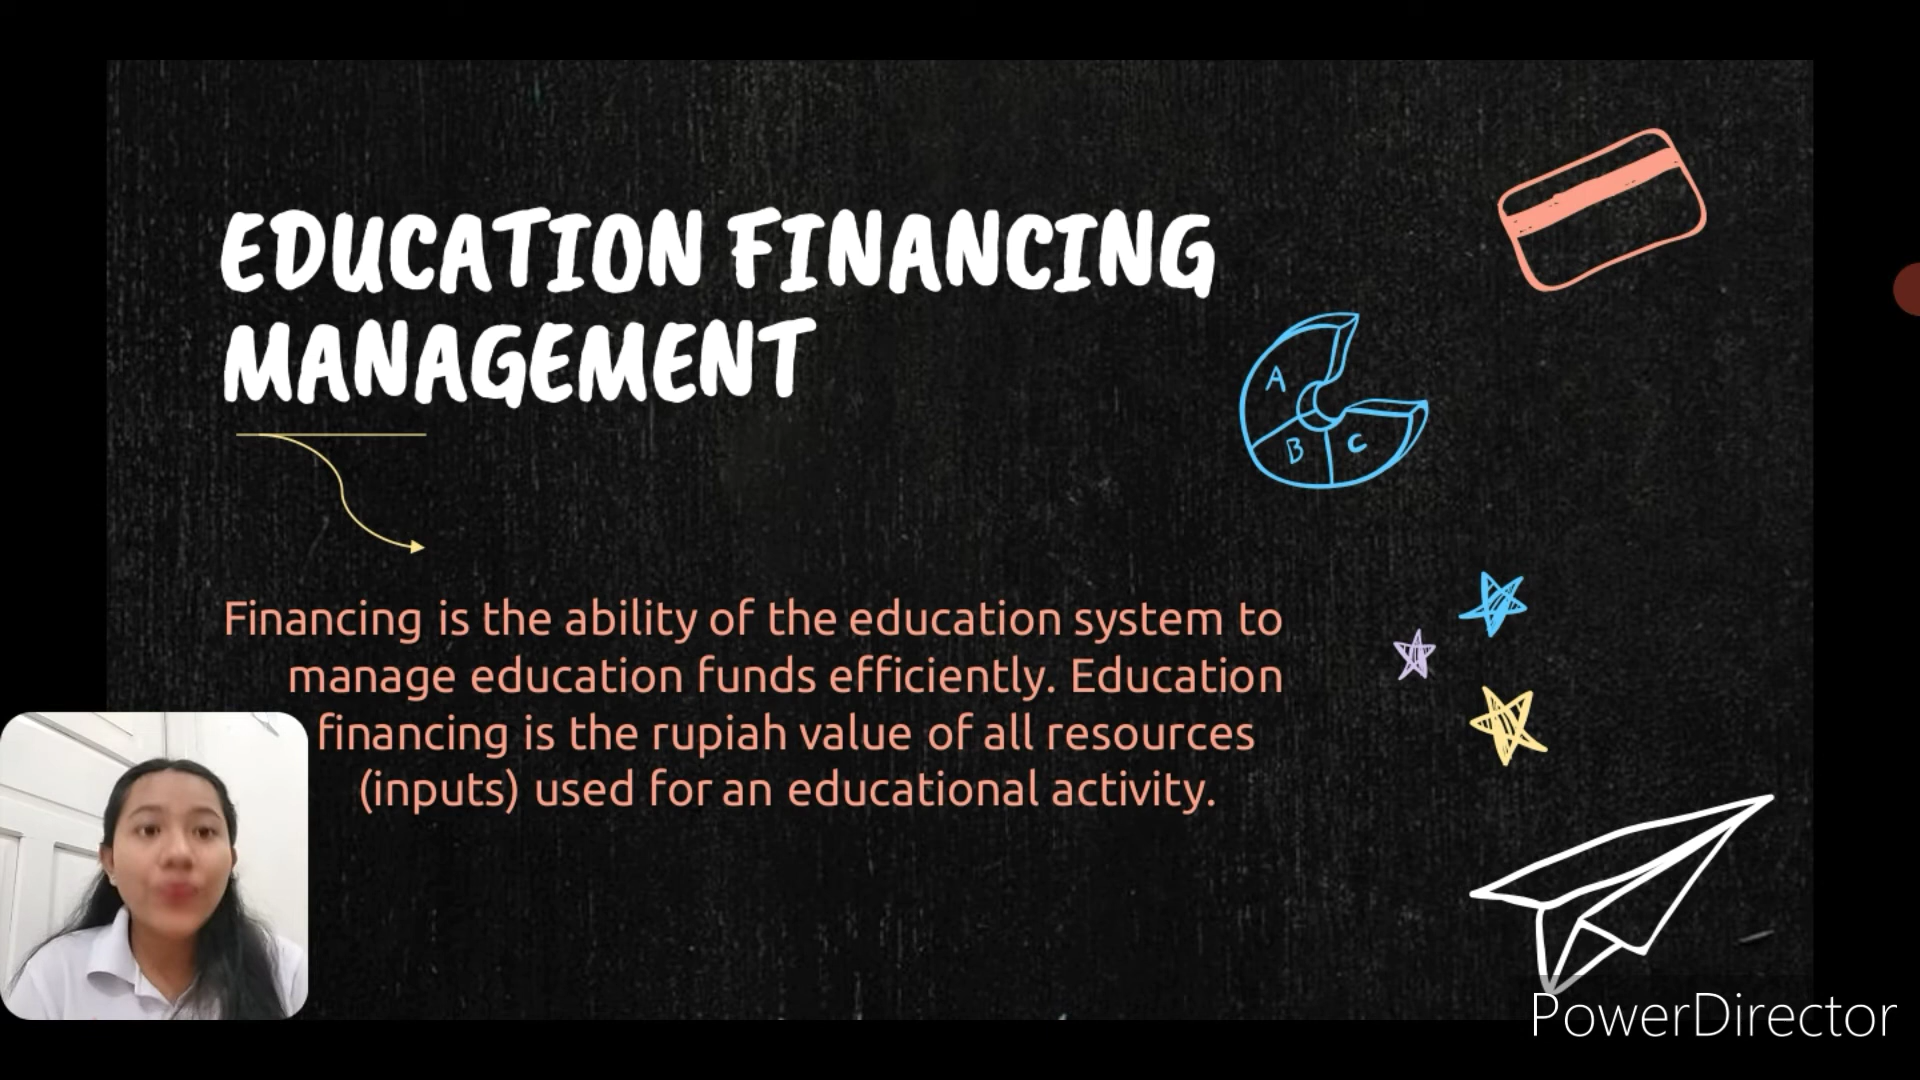 EDUCATION FINANCING
MANAGEMENT
A
B
C
Financing is the ability of the education system to
manage education funds efficiently. Education
financing is the rupiah value of all resources
(inputs) used for an educational activity.
PowerDirector